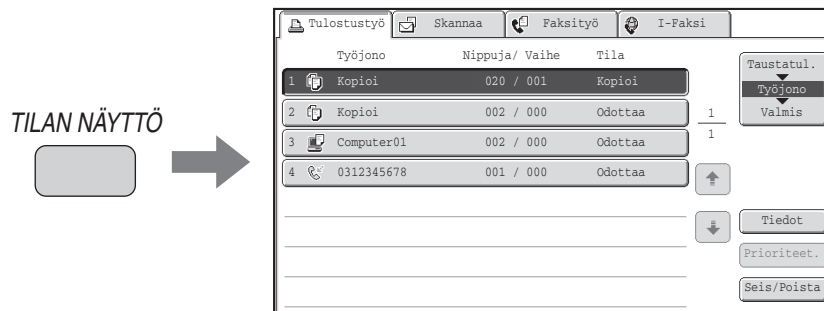 TILAN NÄYTTÖ
Tulostustyö Skannaa Faksityö I-Faksi
Työjono Nippuja/ Vaihe Tila
1 Kopioi 020 / 001 Kopioi
2 Kopioi 002 / 000 Odottaa
3 Computer01 002 / 000 Odottaa
4 0312345678 001 / 000 Odottaa
1
1
Taustatul.
Työjono
Valmis
Tiedot
Prioriteet.
Seis/Poista